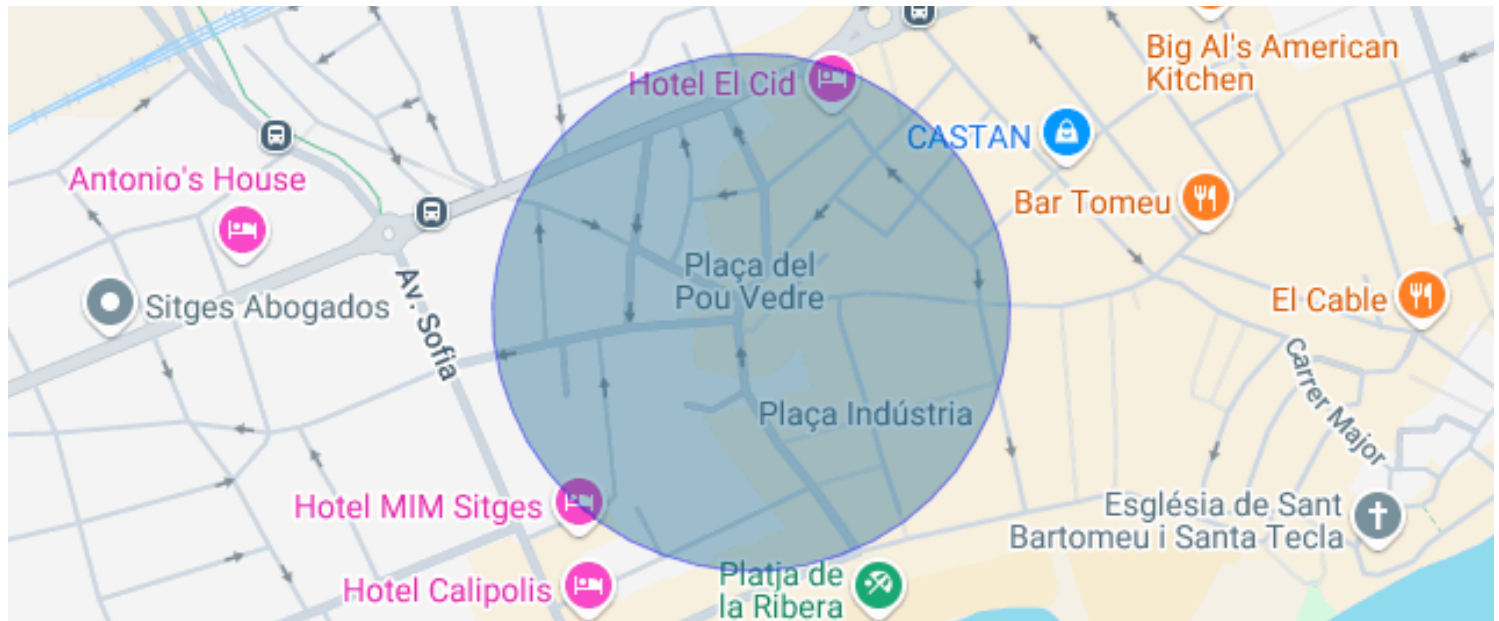 Big Al's American
Kitchen
Hotel El Cid
CASTAN
Antonio's House
Bar Tomeu
Plaça del
Pou Vedre
Sitges Abogados
Av. Sofia
El Cable
Carrer Major
Plaça Indústria
Hotel MIM Sitges
Església de Sant
Bartomeu i Santa Tecla
Hotel Calipolis
Platja de
la Ribera